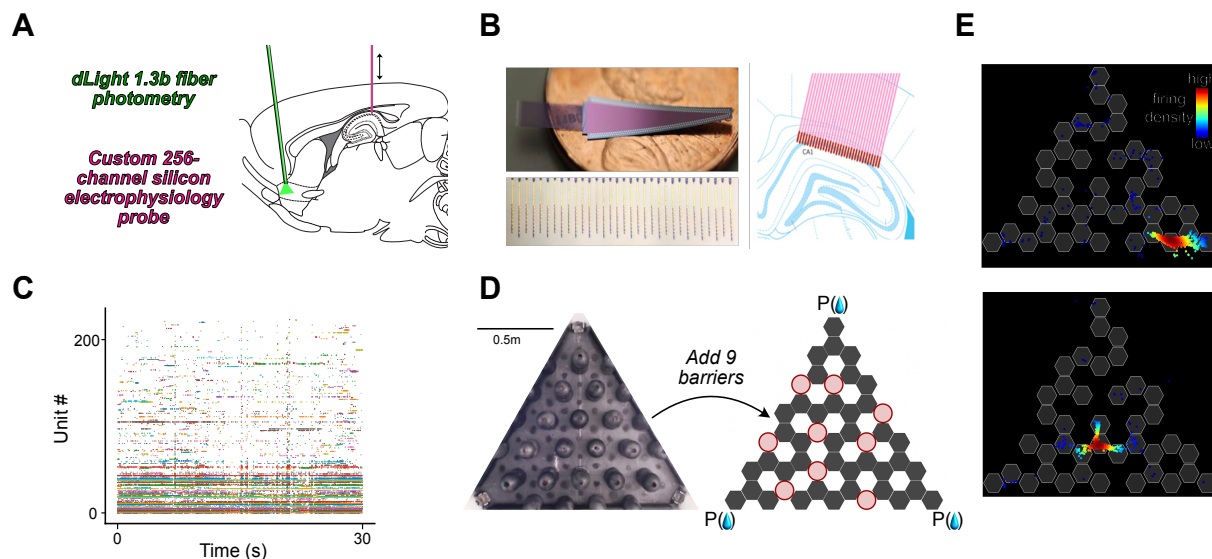 A
dLight 1.3b fiber
photometry
Custom 256-
channel silicon
electrophysiology
probe
B
CA1
C
Unit #
200
0
0
30
Time (s)
D
0.5m
Add 9
barriers
P( )
P( )
P( )
E
high
firing
density
low